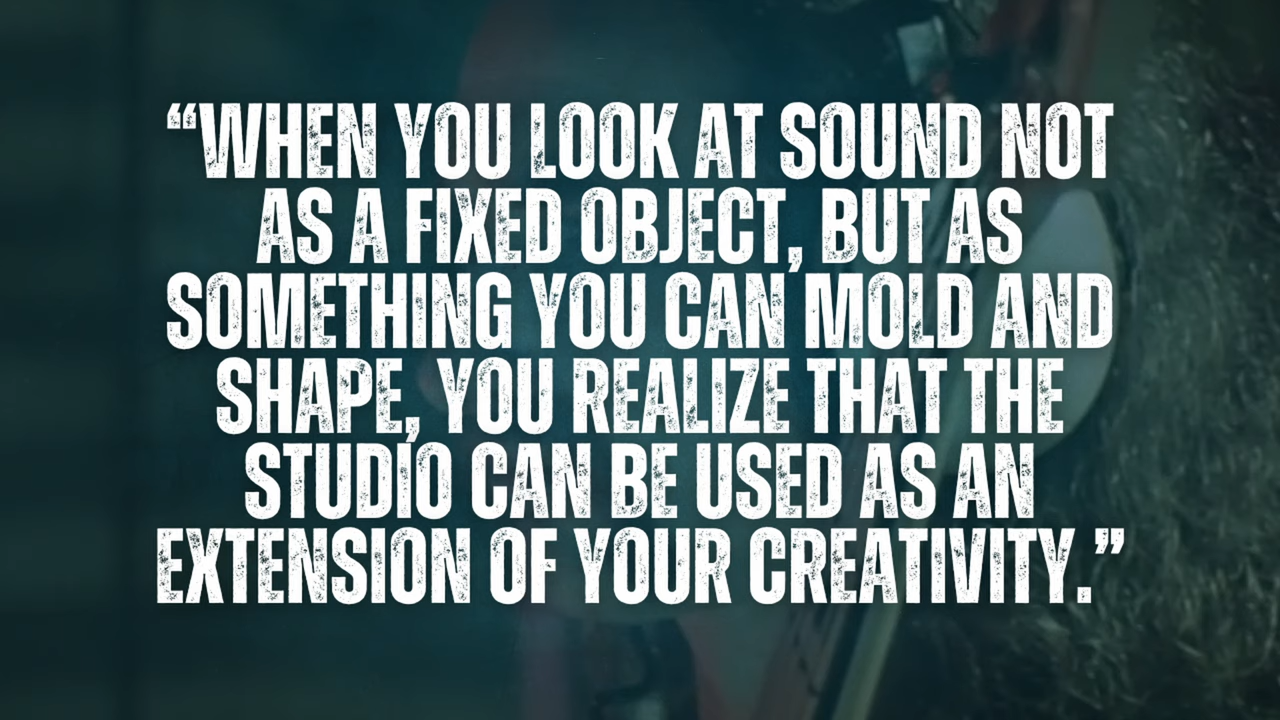 “WHEN YOU LOOK AT SOUND NOT
AS A FIXED OBJECT, BUT AS
SOMETHING YOU CAN MOLD AND
SHAPE, YOU REALIZE THAT THE
STUDIO CAN BE USED AS AN
EXTENSION OF YOUR CREATIVITY.”